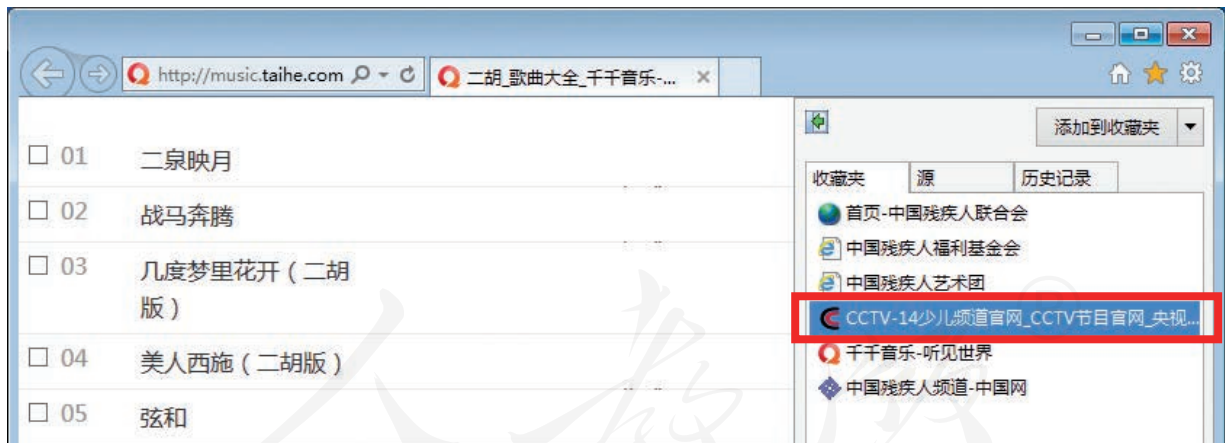 http://music.taihe.com
二胡_歌曲大全_千千音乐-...
添加到收藏夹
收藏夹
源
历史记录
01 二泉映月
02 战马奔腾
03 几度梦里花开（二胡
版）
04 美人西施（二胡版）
05 弦和
首页-中国残疾人联合会
中国残疾人福利基金会
中国残疾人艺术团
CCTV-14少儿频道官网_CCTV节目官网_央视...
千千音乐-听见世界
中国残疾人频道-中国网
人教版
®